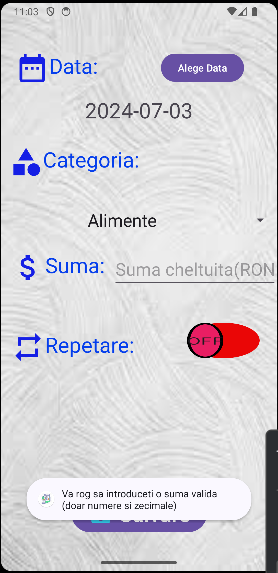 11:03
Data:
Alege Data
2024-07-03
Categoria:
Alimente
Suma:
Suma cheltuita(RON
Repetare:
OFF
Va rog sa introduceti o suma valida
(doar numere si zecimale)